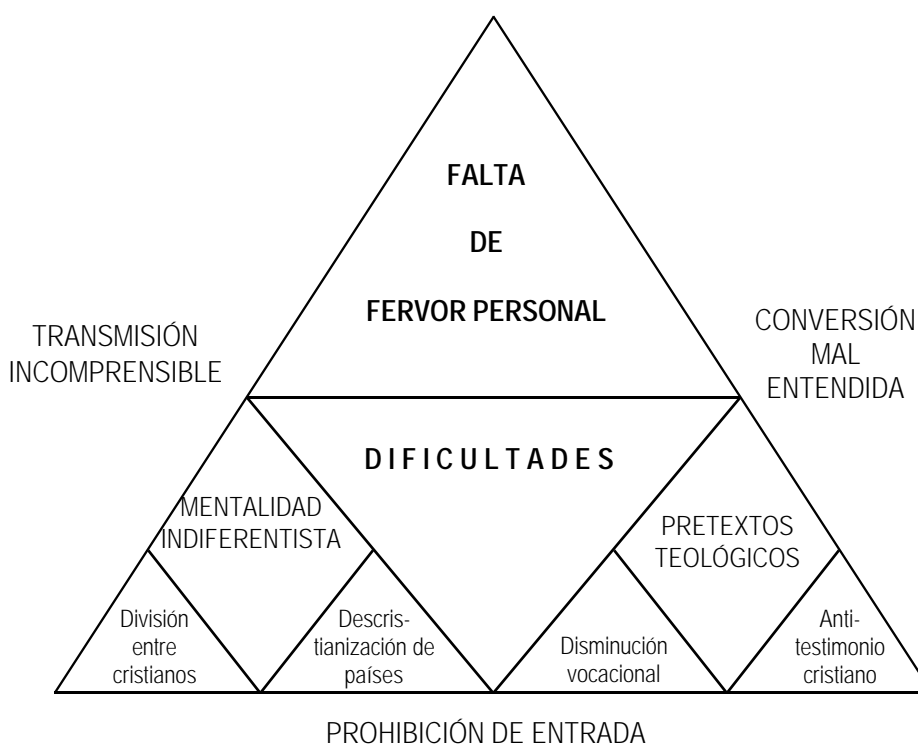 FALTA
DE
FERVOR PERSONAL
TRANSMISIÓN
INCOMPRENSIBLE
CONVERSIÓN
MAL
ENTENDIDA
DIFICULTADES
MENTALIDAD
INDIFERENTISTA
PRETEXTOS
TEOLÓGICOS
División
entre
cristianos
Descris-
tianización de
países
Disminución
vocacional
Anti-
testimonio
cristiano
PROHIBICIÓN DE ENTRADA